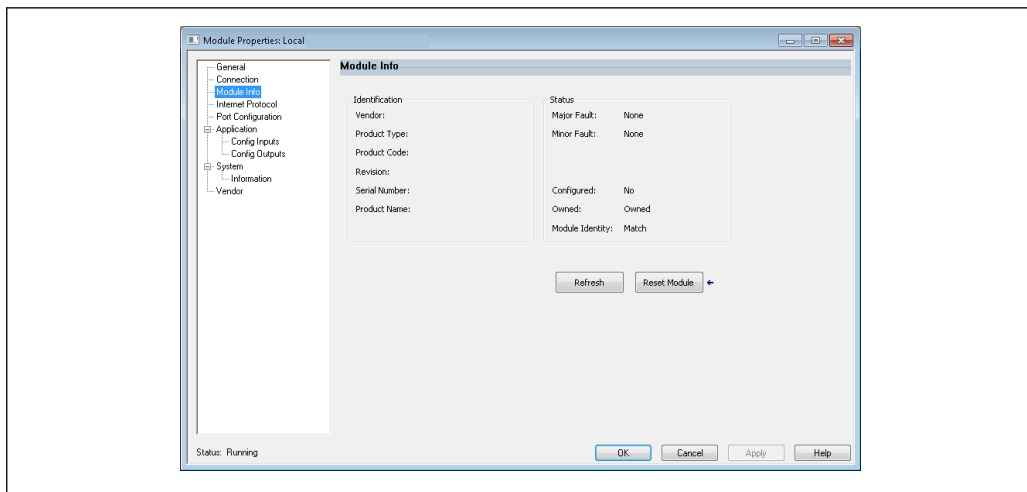 Module Properties: Local
General
Connection
Module Info
Internet Protocol
Port Configuration
Application
Config Inputs
Config Outputs
System
Information
Vendor
Module Info
Identification
Vendor:
Product Type:
Product Code:
Revision:
Serial Number:
Product Name:
Status
Major Fault: None
Minor Fault: None
Configured: No
Owned: Owned
Module Identity: Match
Refresh Reset Module ←
Status: Running
OK Cancel Apply Help